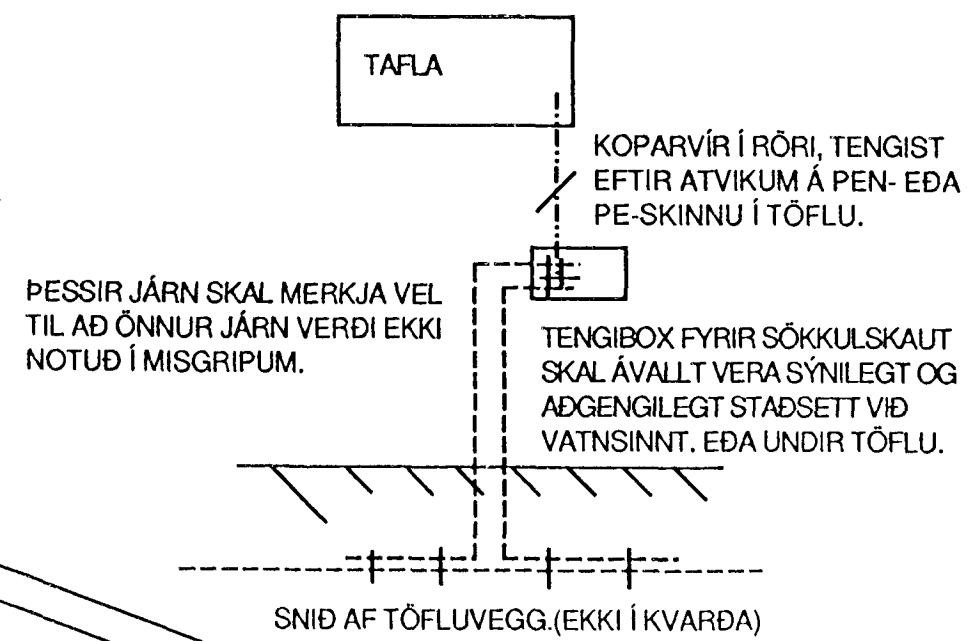 TAFLA
KOPARVÍR Í RÖRI, TENGIST
EFTIR ATVIKUM Á PEN- EÐA
PE-SKINNU Í TÖFLU.
ÞESSIR JÁRN SKAL MERKJA VEL
TIL AÐ ÖNNUR JÁRN VERÐI EKKI
NOTUÐ Í MISGRIPUM.
TENGIBOX FYRIR SÖKKULSKAUT
SKAL ÁVALLT VERA SÝNILEGT OG
AÐGENGILEGT STAÐSETT VIÐ
VATNSINNT. EÐA UNDIR TÖFLU.
SNIÐ AF TÖFLUVEGG.(EKKI Í KVARÐA)